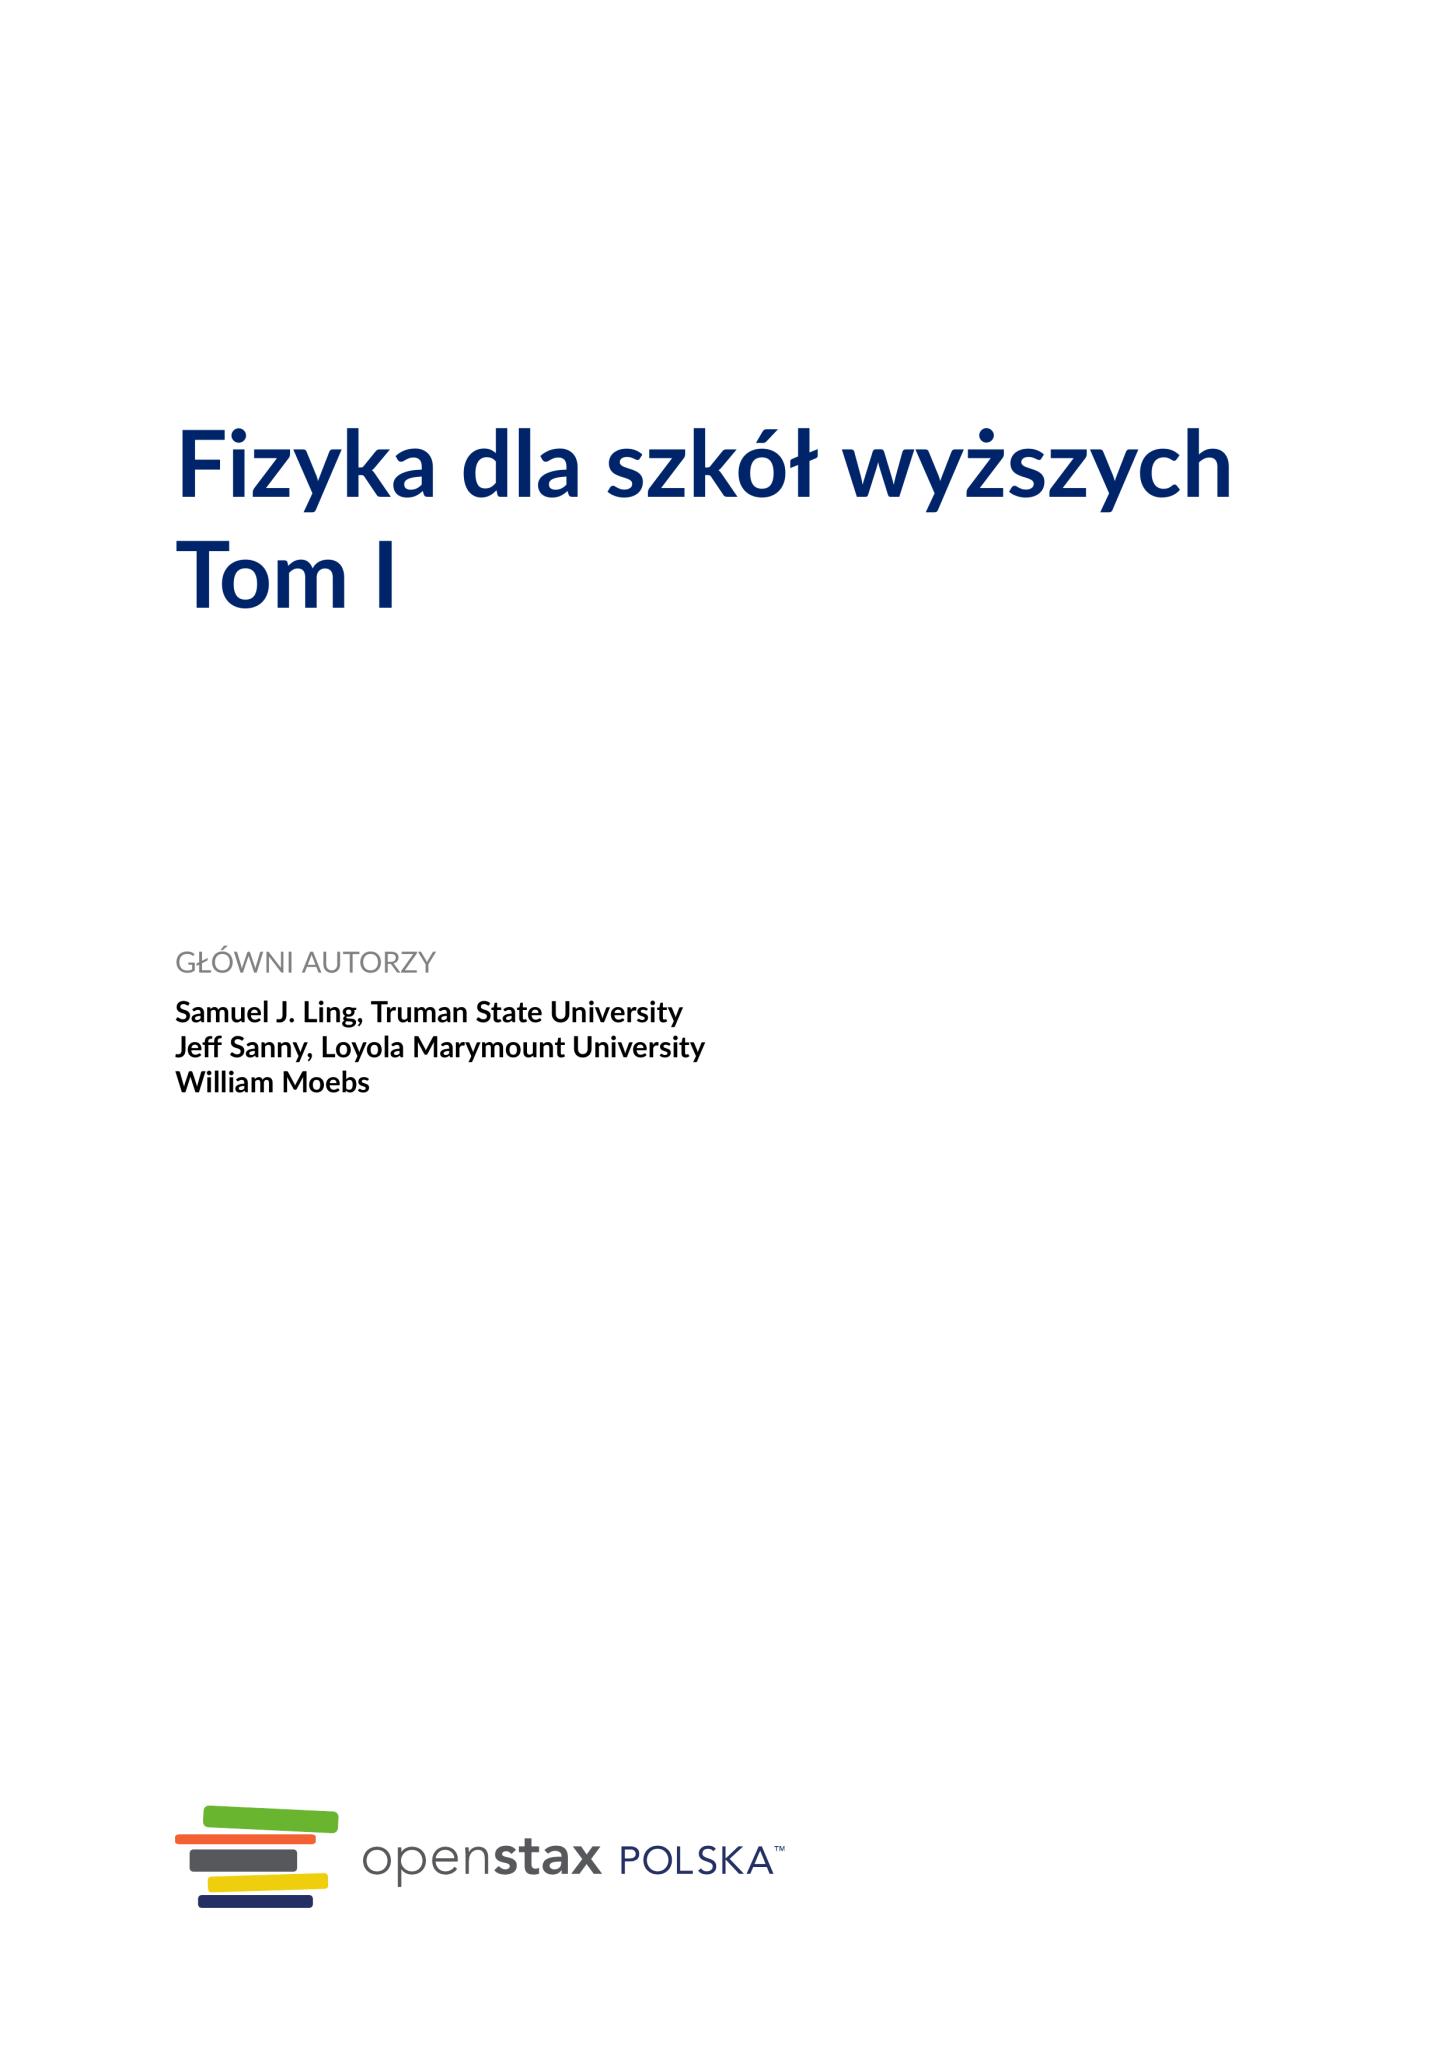 Fizyka dla szkół wyższych
Tom I
GŁÓWNI AUTORZY
Samuel J. Ling, Truman State University
Jeff Sanny, Loyola Marymount University
William Moebs
openstax POLSKA™